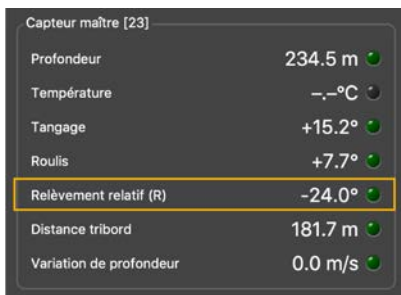 Capteur maître [23]
Profondeur 234.5 m
Température –.–°C
Tangage +15.2°
Roulis +7.7°
Relèvement relatif (R) -24.0°
Distance tribord 181.7 m
Variation de profondeur 0.0 m/s